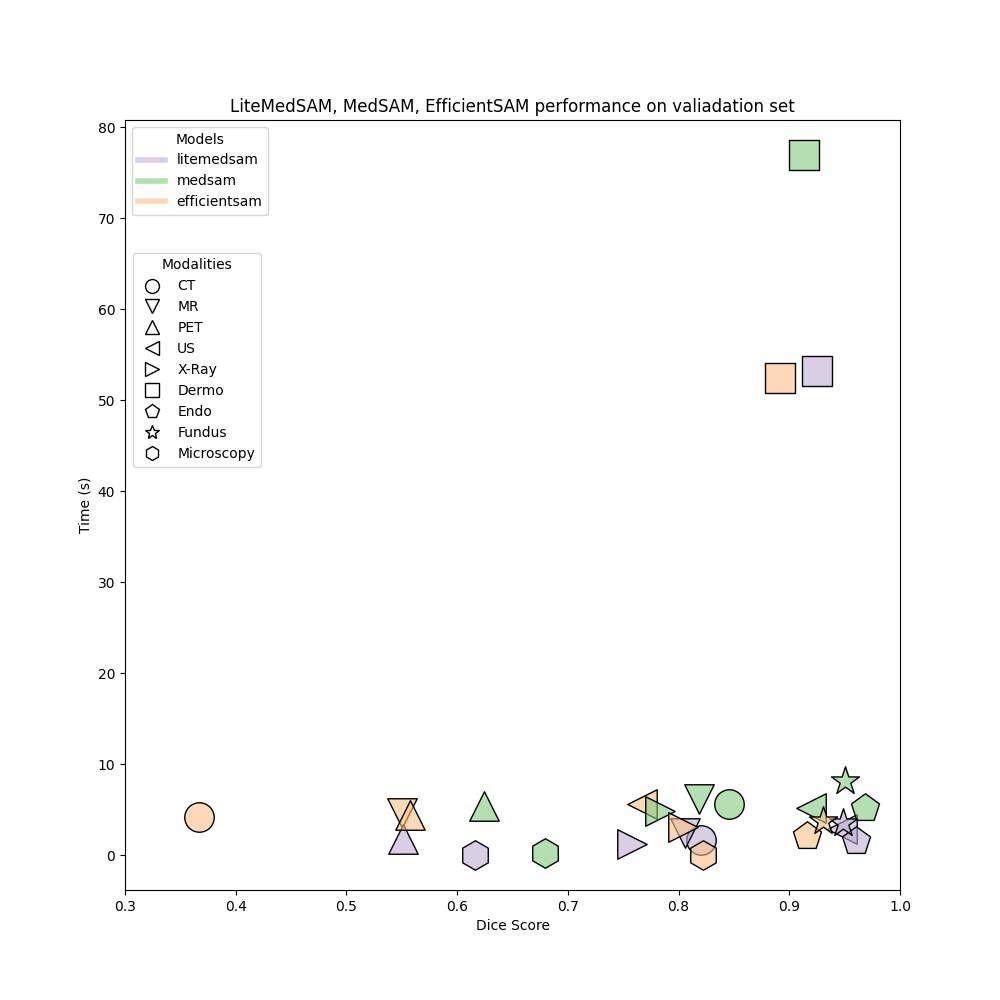 LiteMedSAM, MedSAM, EfficientSAM performance on valiadation set
80
70
60
50
40
30
20
10
0
Time (s)
Models
litemedsam
medsam
efficientsam
Modalities
CT
MR
PET
US
X-Ray
Dermo
Endo
Fundus
Microscopy
0.3 0.4 0.5 0.6 0.7 0.8 0.9 1.0
Dice Score